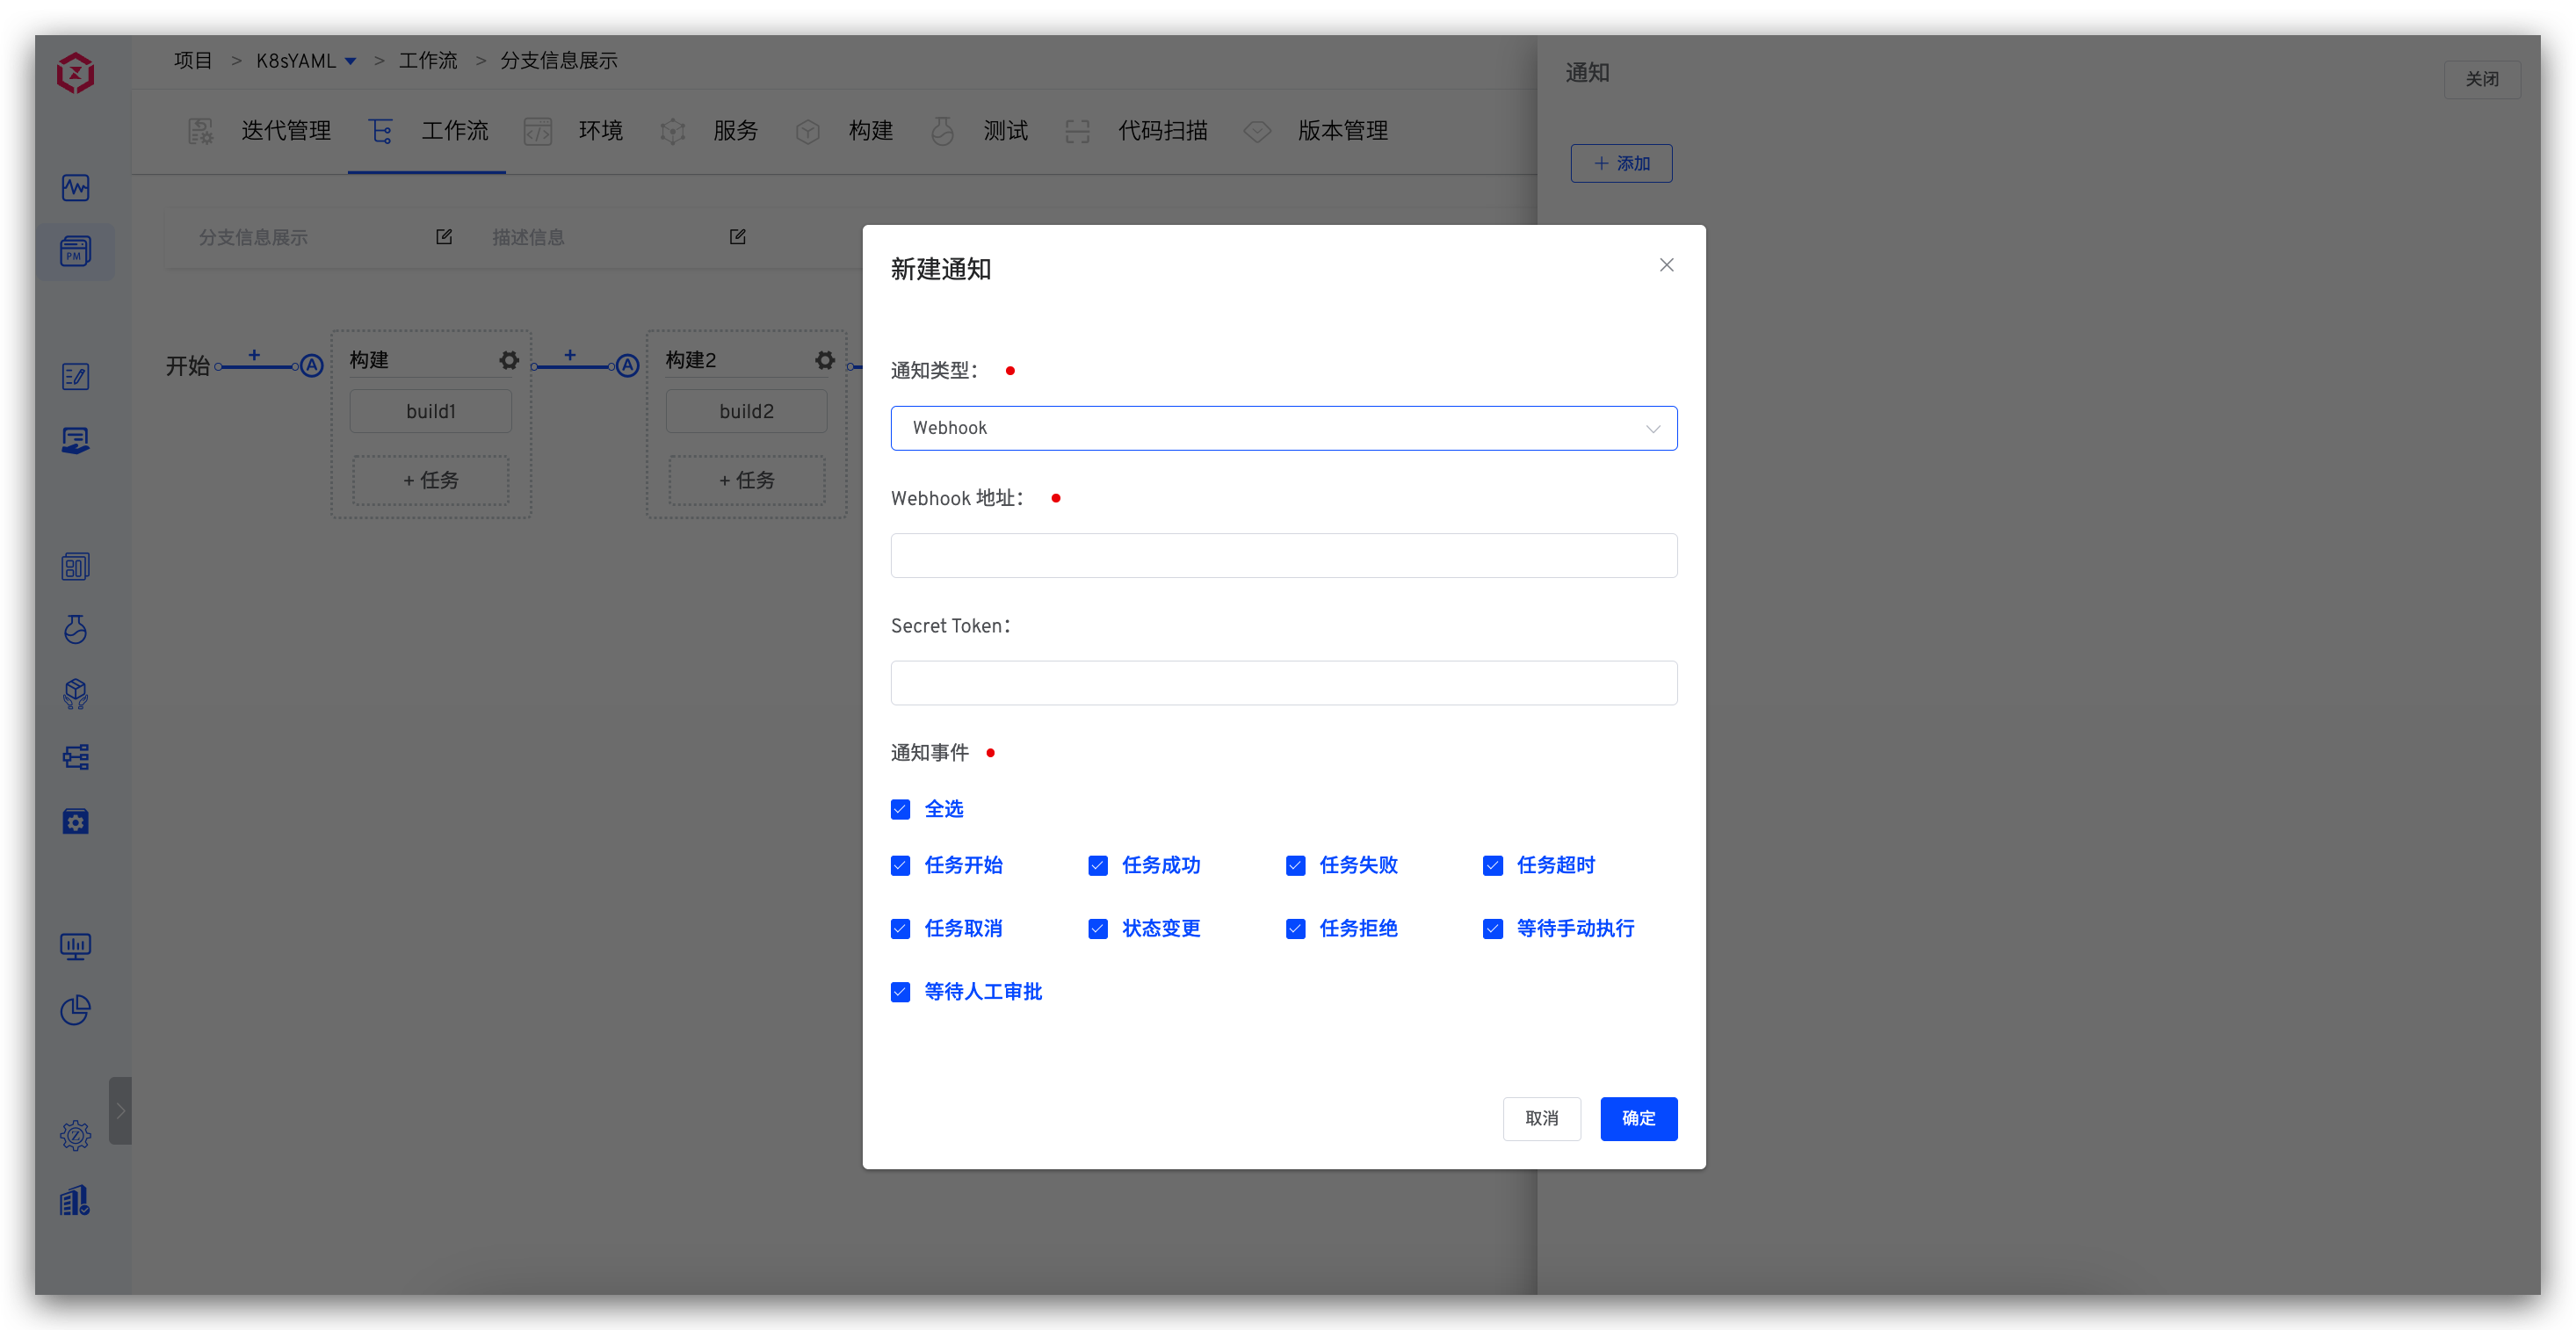 项目 > K8sYAML > 工作流 > 分支信息展示
通知
关闭
迭代管理 工作流 环境 服务 构建 测试 代码扫描 版本管理
+ 添加
PM
分支信息展示 描述信息
开始 + A 构建 + A 构建2
build1 build2
+ 任务 + 任务
新建通知
通知类型：
Webhook
Webhook 地址：
Secret Token：
通知事件
全选
任务开始 任务成功 任务失败 任务超时
任务取消 状态变更 任务拒绝 等待手动执行
等待人工审批
取消 确定